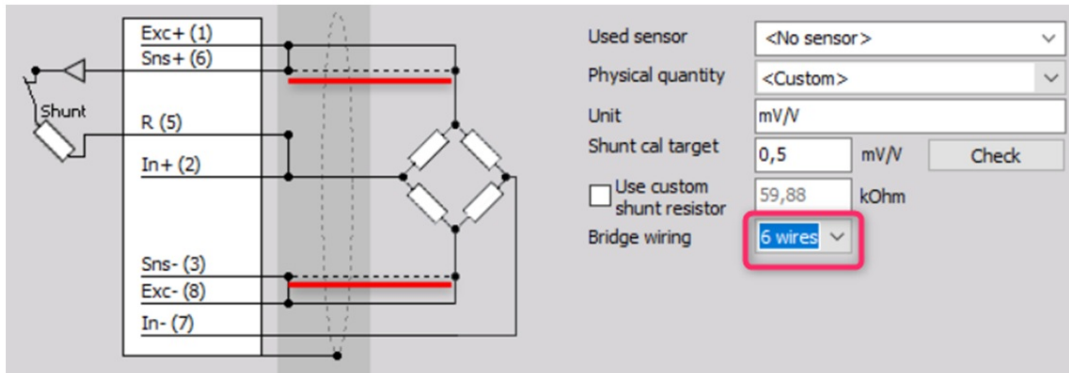 Exc+ (1)
Sns+ (6)
Shunt
R (5)
In+ (2)
Sns- (3)
Exc- (8)
In- (7)
Used sensor <No sensor>
Physical quantity <Custom>
Unit mV/V
Shunt cal target 0,5 mV/V Check
Use custom
shunt resistor 59,88 kOhm
Bridge wiring 6 wires